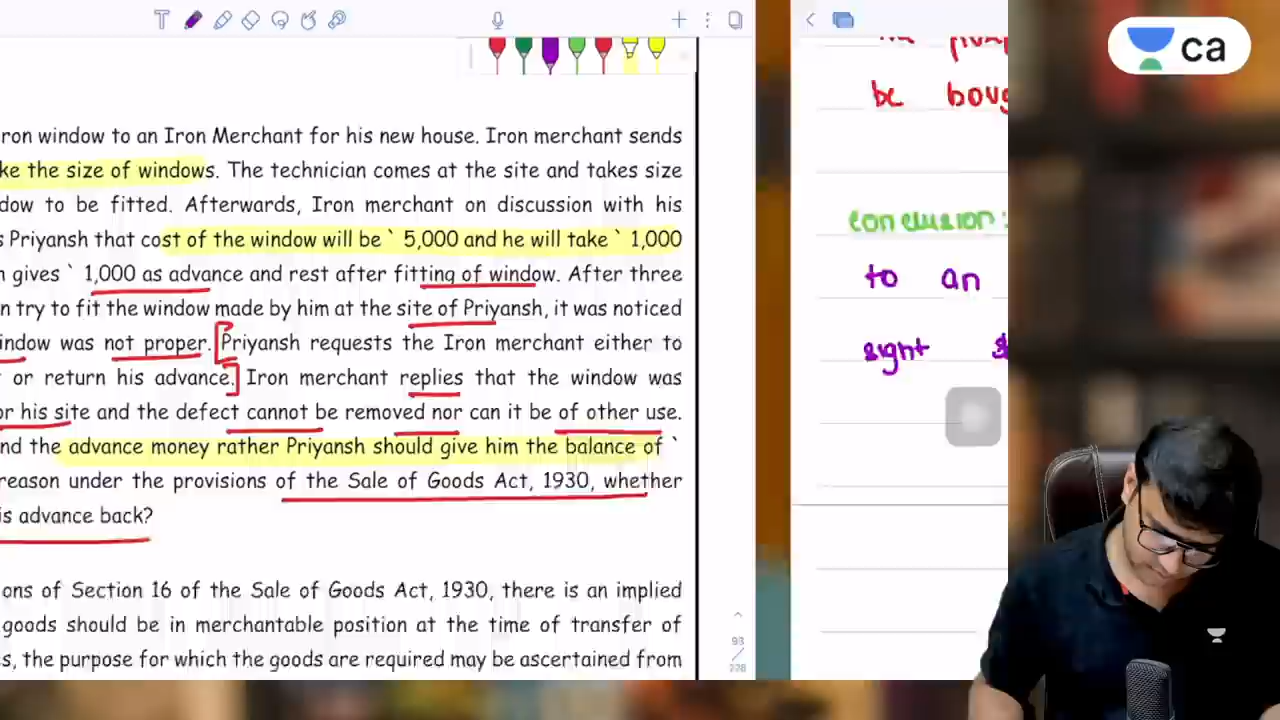 ca
iron window to an Iron Merchant for his new house. Iron merchant sends
ke the size of windows. The technician comes at the site and takes size
dow to be fitted. Afterwards, Iron merchant on discussion with his
s Priyansh that cost of the window will be ` 5,000 and he will take ` 1,000
n gives ` 1,000 as advance and rest after fitting of window. After three
n try to fit the window made by him at the site of Priyansh, it was noticed
indow was not proper. Priyansh requests the Iron merchant either to
or return his advance. Iron merchant replies that the window was
or his site and the defect cannot be removed nor can it be of other use.
nd the advance money rather Priyansh should give him the balance of `
reason under the provisions of the Sale of Goods Act, 1930, whether
is advance back?
ons of Section 16 of the Sale of Goods Act, 1930, there is an implied
goods should be in merchantable position at the time of transfer of
s, the purpose for which the goods are required may be ascertained from
93
228
be boug
conclusion:
to an
sight